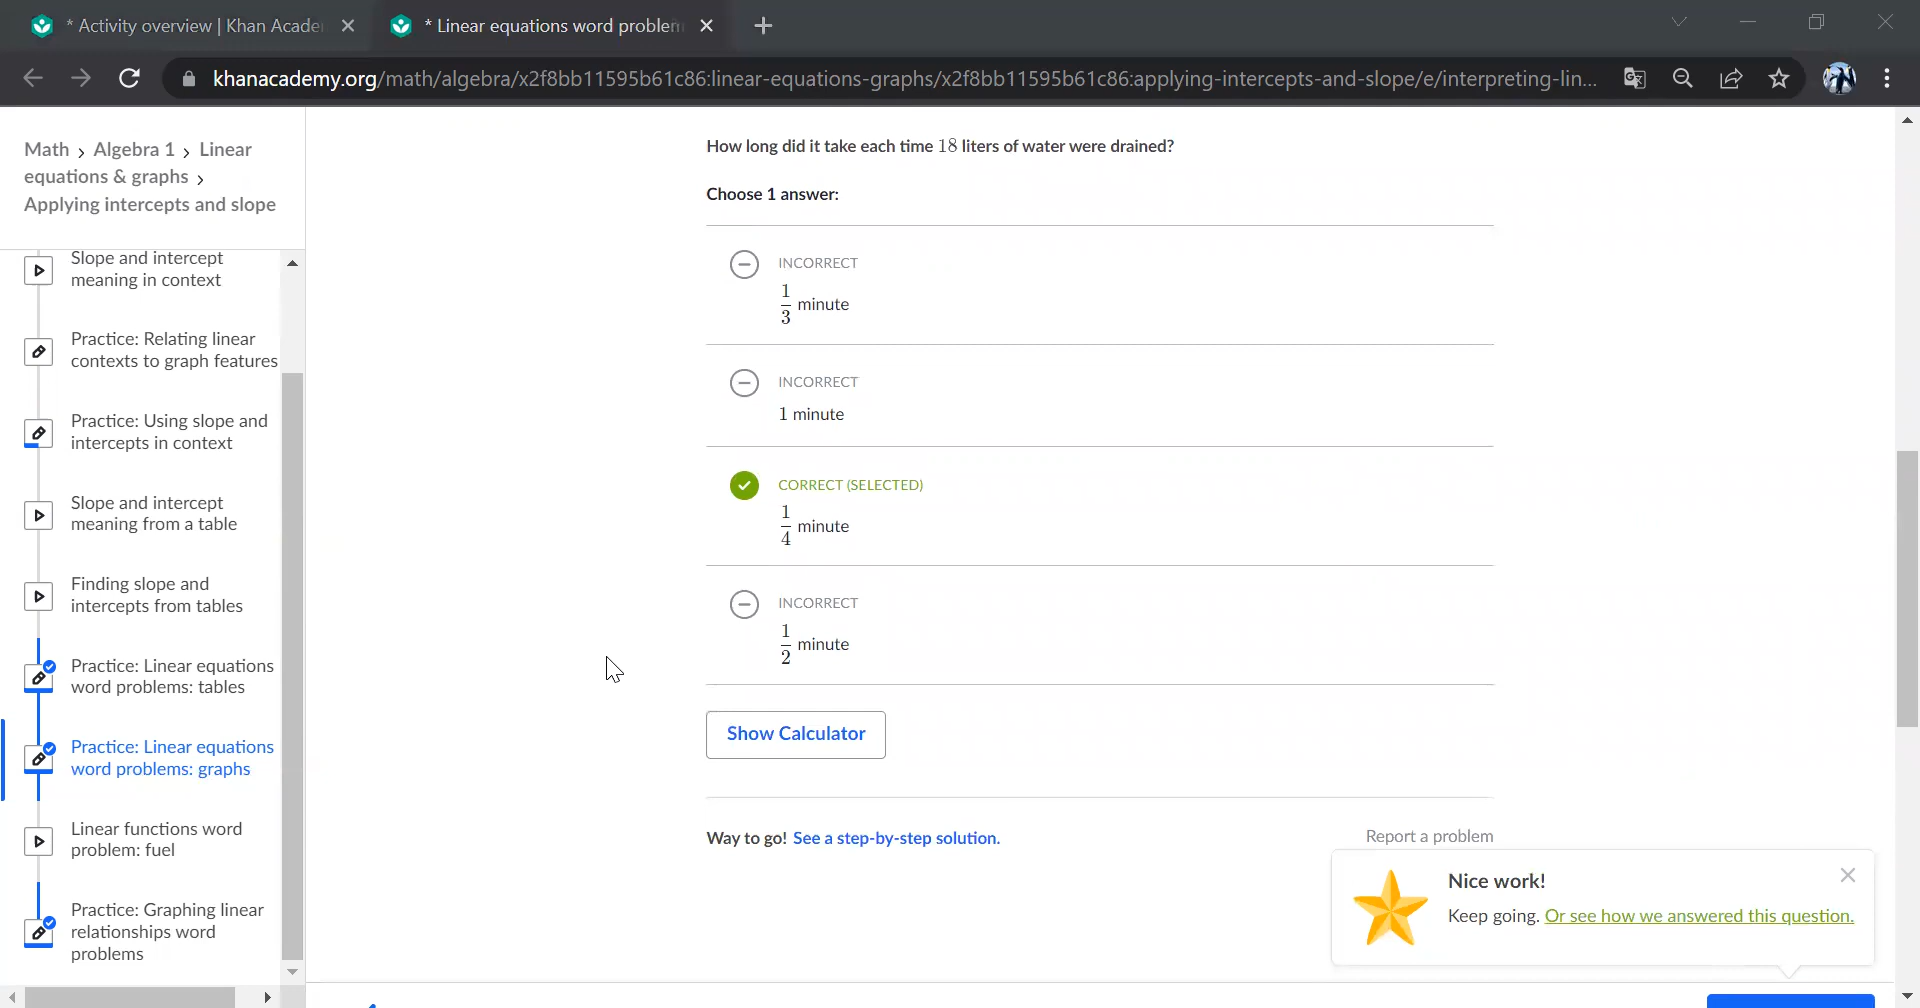 * Activity overview | Khan Acade
* Linear equations word problem
khanacademy.org/math/algebra/x2f8bb11595b61c86:linear-equations-graphs/x2f8bb11595b61c86:applying-intercepts-and-slope/e/interpreting-lin...
Math > Algebra 1 > Linear
equations & graphs >
Applying intercepts and slope
Slope and intercept
meaning in context
Practice: Relating linear
contexts to graph features
Practice: Using slope and
intercepts in context
Slope and intercept
meaning from a table
Finding slope and
intercepts from tables
Practice: Linear equations
word problems: tables
Practice: Linear equations
word problems: graphs
Linear functions word
problem: fuel
Practice: Graphing linear
relationships word
problems
How long did it take each time 18 liters of water were drained?
Choose 1 answer:
INCORRECT
1/3 minute
INCORRECT
1 minute
CORRECT (SELECTED)
1/4 minute
INCORRECT
1/2 minute
Show Calculator
Way to go! See a step-by-step solution.
Report a problem
Nice work!
Keep going. Or see how we answered this question.